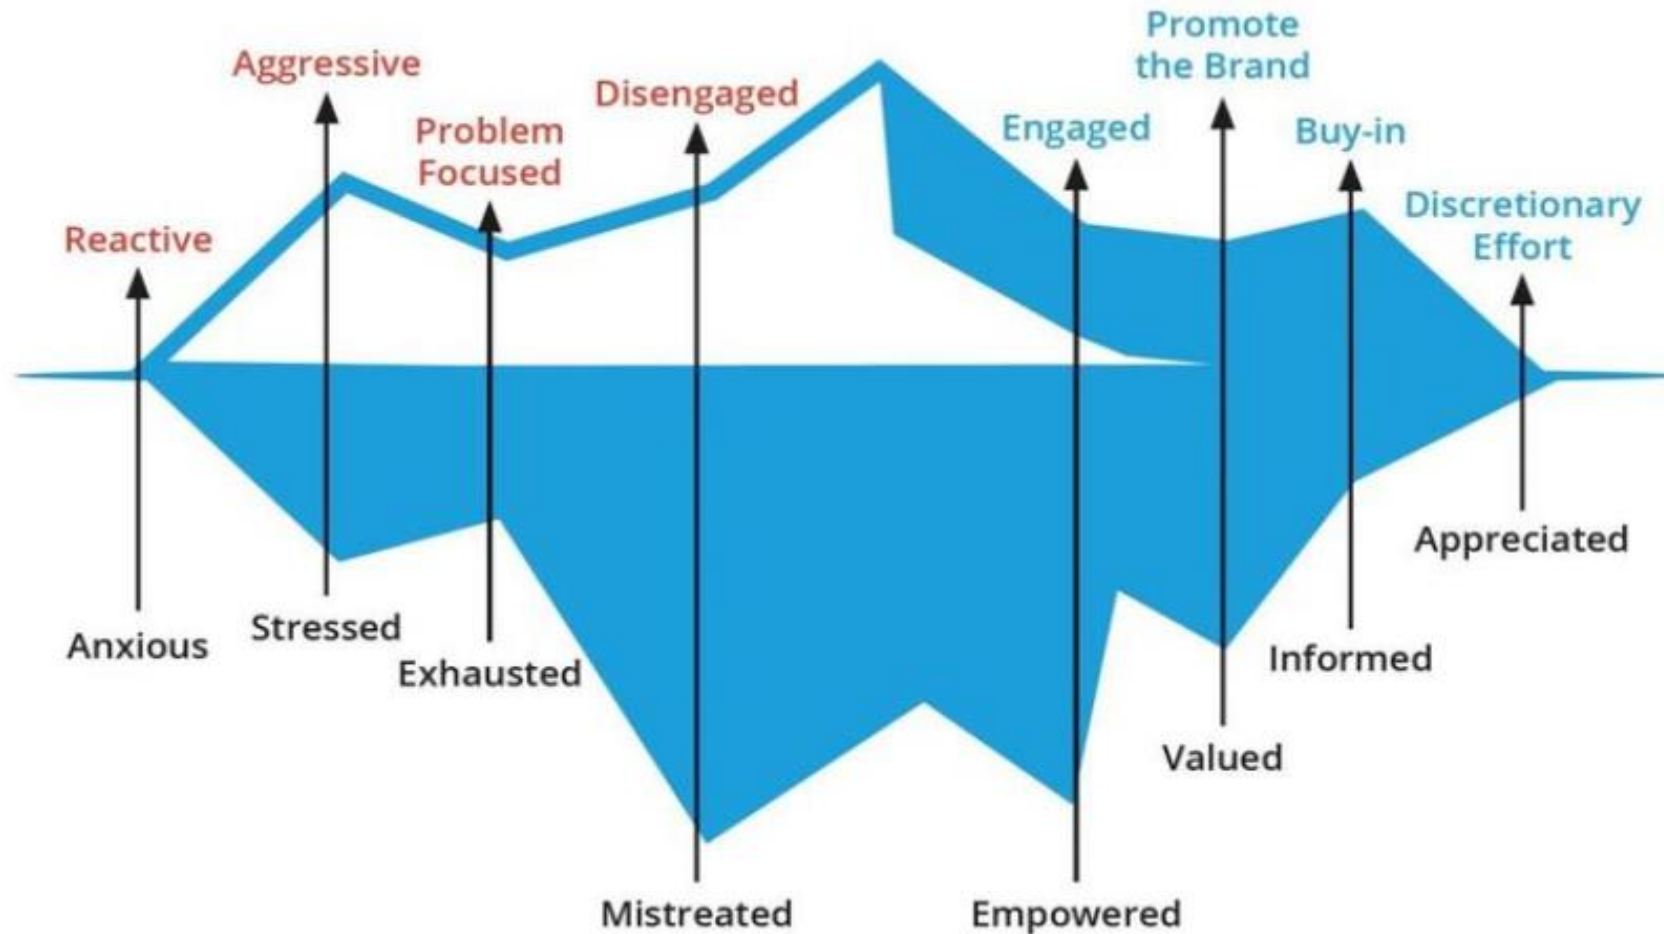 Reactive
Aggressive
Problem
Focused
Disengaged
Engaged
Promote
the Brand
Buy-in
Discretionary
Effort
Anxious
Stressed
Exhausted
Mistreated
Empowered
Valued
Informed
Appreciated